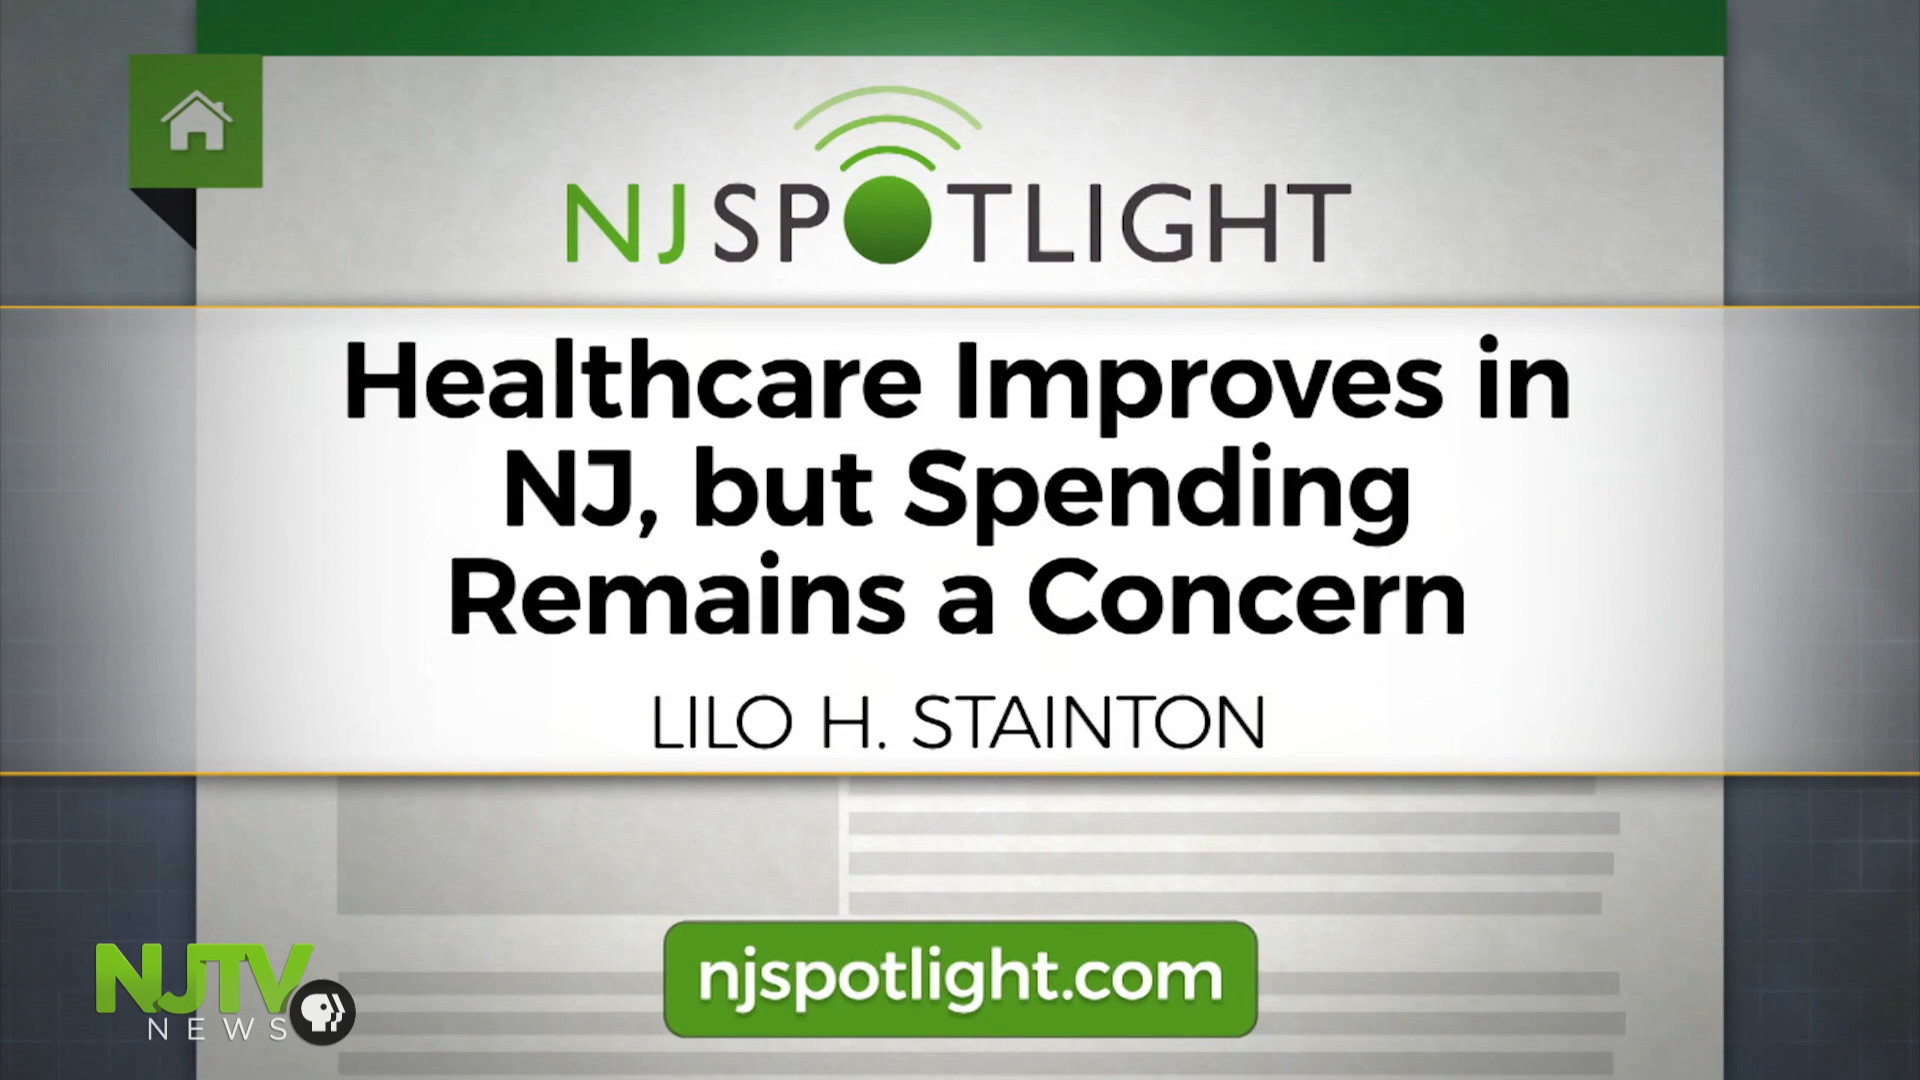 NJ SPOTLIGHT
Healthcare Improves in
NJ, but Spending
Remains a Concern
LILO H. STAINTON
njspotlight.com
NJTV
NEWS